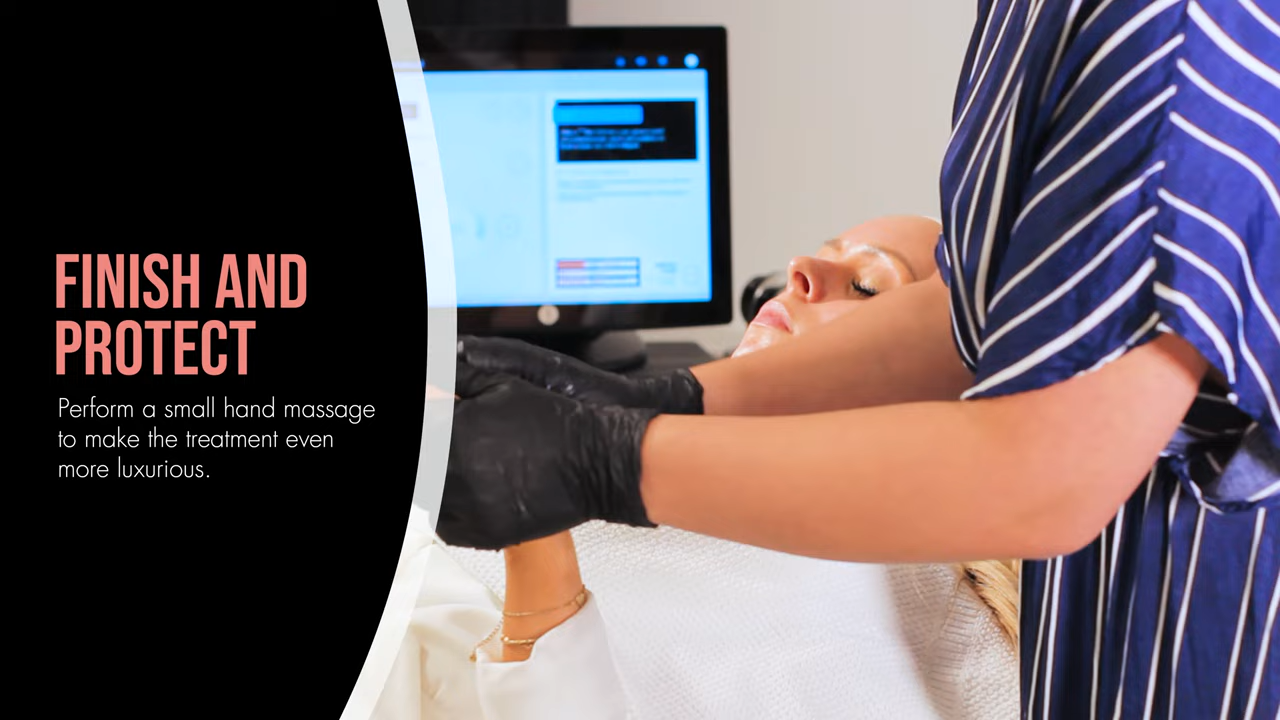 FINISH AND
PROTECT
Perform a small hand massage
to make the treatment even
more luxurious.